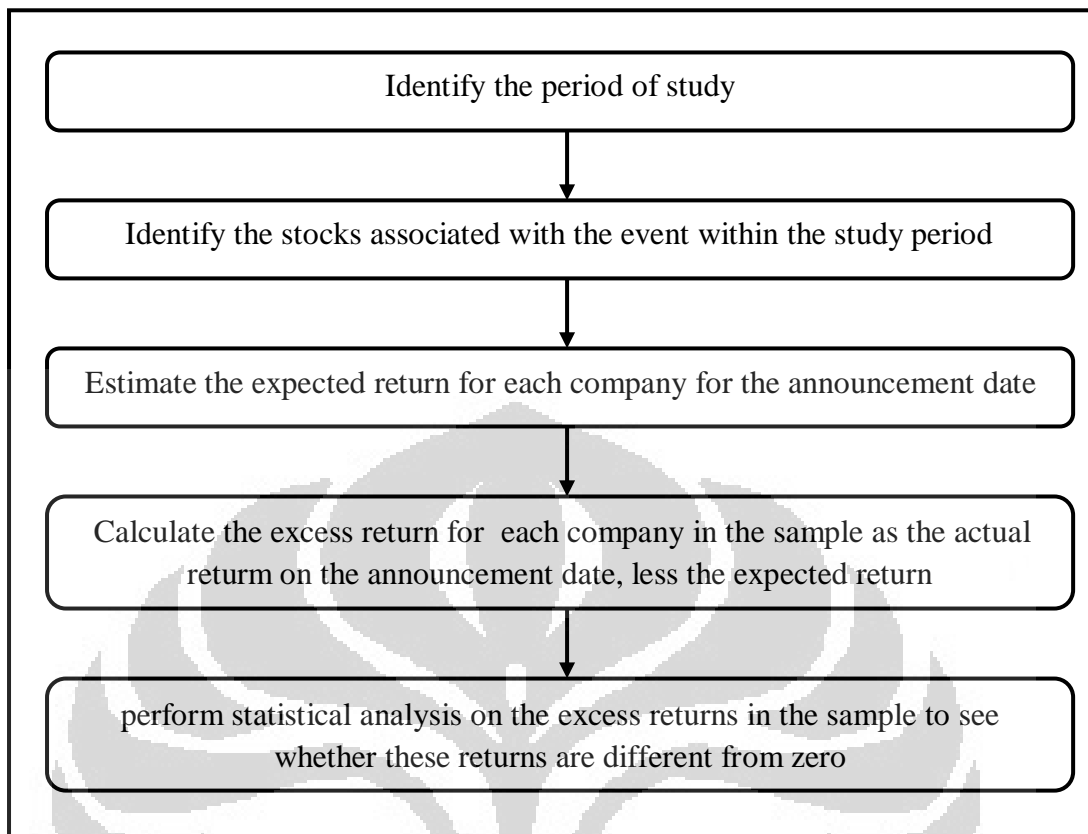 Identify the period of study
Identify the stocks associated with the event within the study period
Estimate the expected return for each company for the announcement date
Calculate the excess return for each company in the sample as the actual
returm on the announcement date, less the expected return
perform statistical analysis on the excess returns in the sample to see
whether these returns are different from zero